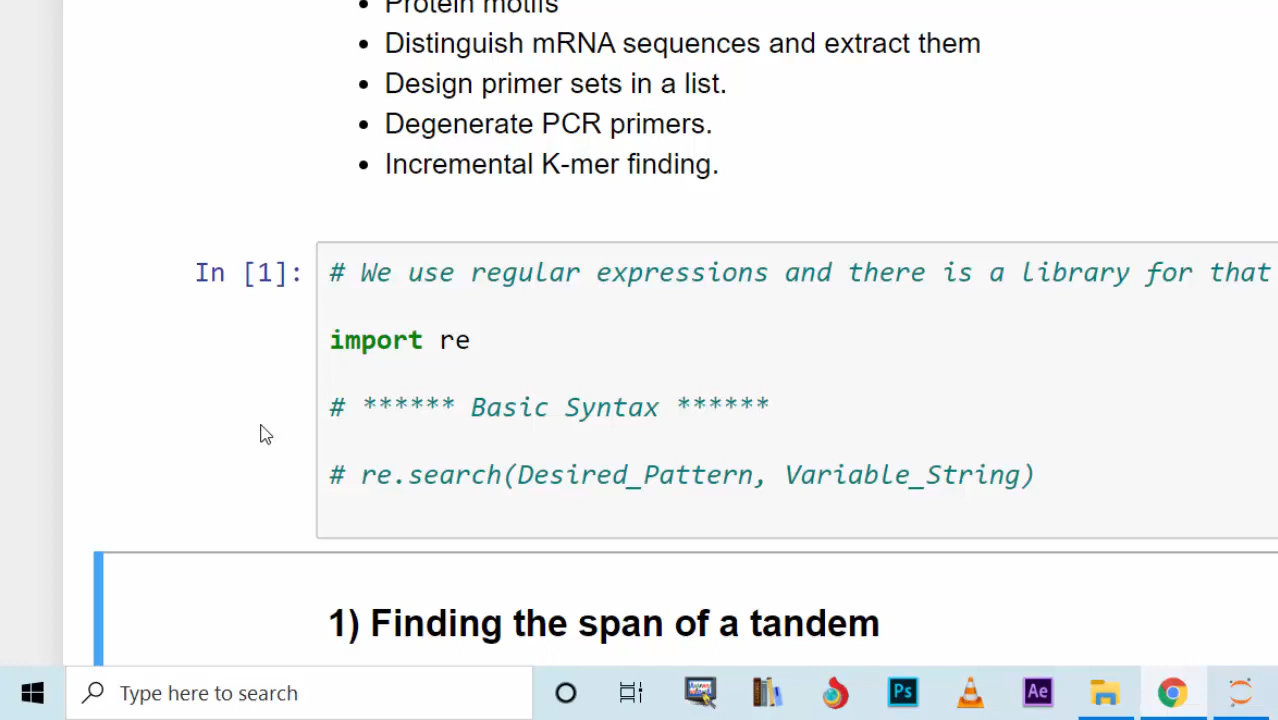 Protein motifs
Distinguish mRNA sequences and extract them
Design primer sets in a list.
Degenerate PCR primers.
Incremental K-mer finding.
In [1]: # We use regular expressions and there is a library for that
import re
# ****** Basic Syntax ******
# re.search(Desired_Pattern, Variable_String)
1) Finding the span of a tandem
Type here to search
Ps
Ae